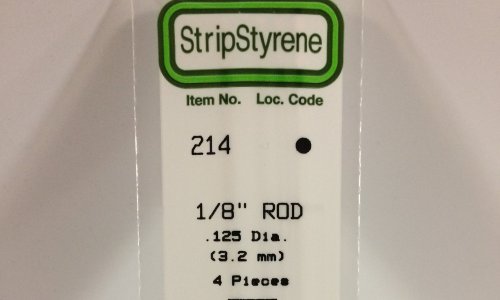 StripStyrene
Item No. Loc. Code
214 ●
1/8" ROD
.125 Dia.
(3.2 mm)
4 Pieces